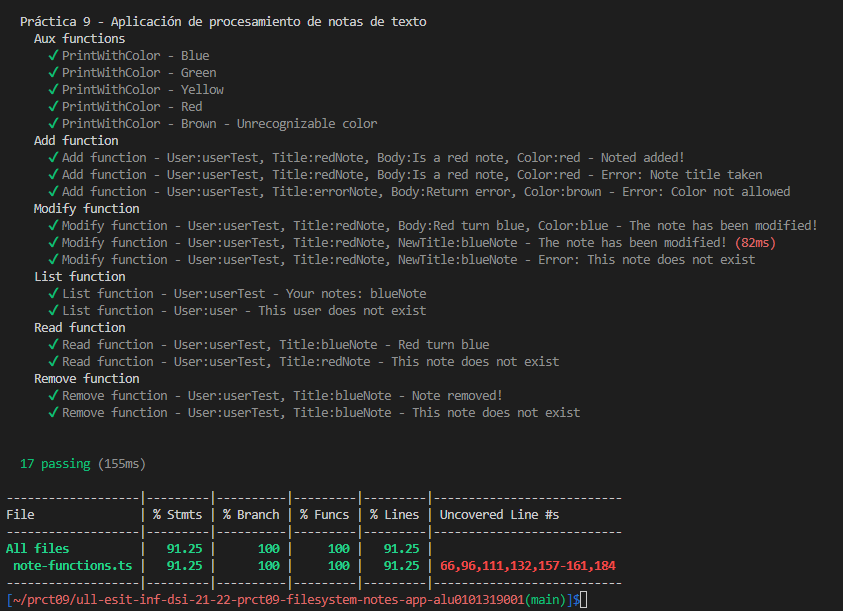 Práctica 9 - Aplicación de procesamiento de notas de texto
Aux functions
✓ PrintWithColor - Blue
✓ PrintWithColor - Green
✓ PrintWithColor - Yellow
✓ PrintWithColor - Red
✓ PrintWithColor - Brown - Unrecognizable color
Add function
✓ Add function - User:userTest, Title:redNote, Body:Is a red note, Color:red - Noted added!
✓ Add function - User:userTest, Title:redNote, Body:Is a red note, Color:red - Error: Note title taken
✓ Add function - User:userTest, Title:errorNote, Body:Return error, Color:brown - Error: Color not allowed
Modify function
✓ Modify function - User:userTest, Title:redNote, Body:Red turn blue, Color:blue - The note has been modified!
✓ Modify function - User:userTest, Title:redNote, NewTitle:blueNote - The note has been modified! (82ms)
✓ Modify function - User:userTest, Title:redNote, NewTitle:blueNote - Error: This note does not exist
List function
✓ List function - User:userTest - Your notes: blueNote
✓ List function - User:user - This user does not exist
Read function
✓ Read function - User:userTest, Title:blueNote - Red turn blue
✓ Read function - User:userTest, Title:redNote - This note does not exist
Remove function
✓ Remove function - User:userTest, Title:blueNote - Note removed!
✓ Remove function - User:userTest, Title:blueNote - This note does not exist
17 passing (155ms)
-------------------|---------|----------|---------|---------|---------------------------
File | % Stmts | % Branch | % Funcs | % Lines | Uncovered Line #s
-------------------|---------|----------|---------|---------|---------------------------
All files | 91.25 | 100 | 100 | 91.25 |
note-functions.ts | 91.25 | 100 | 100 | 91.25 | 66,96,111,132,157-161,184
-------------------|---------|----------|---------|---------|---------------------------
[~/prct09/ull-esit-inf-dsi-21-22-prct09-filesystem-notes-app-alu0101319001(main)]$